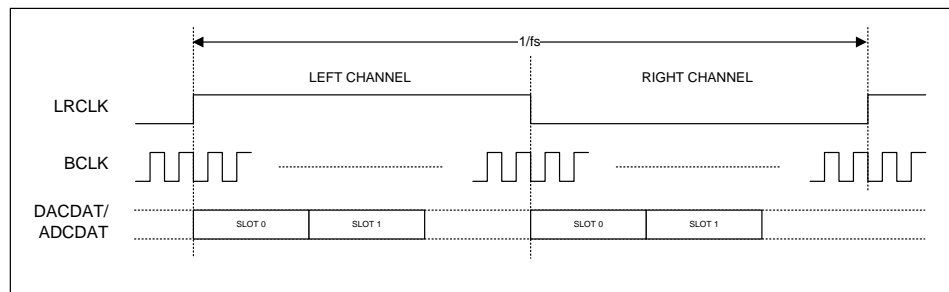 1/fs
LEFT CHANNEL RIGHT CHANNEL
LRCLK
BCLK
DACDAT/
ADCDAT
SLOT 0 SLOT 1 SLOT 0 SLOT 1